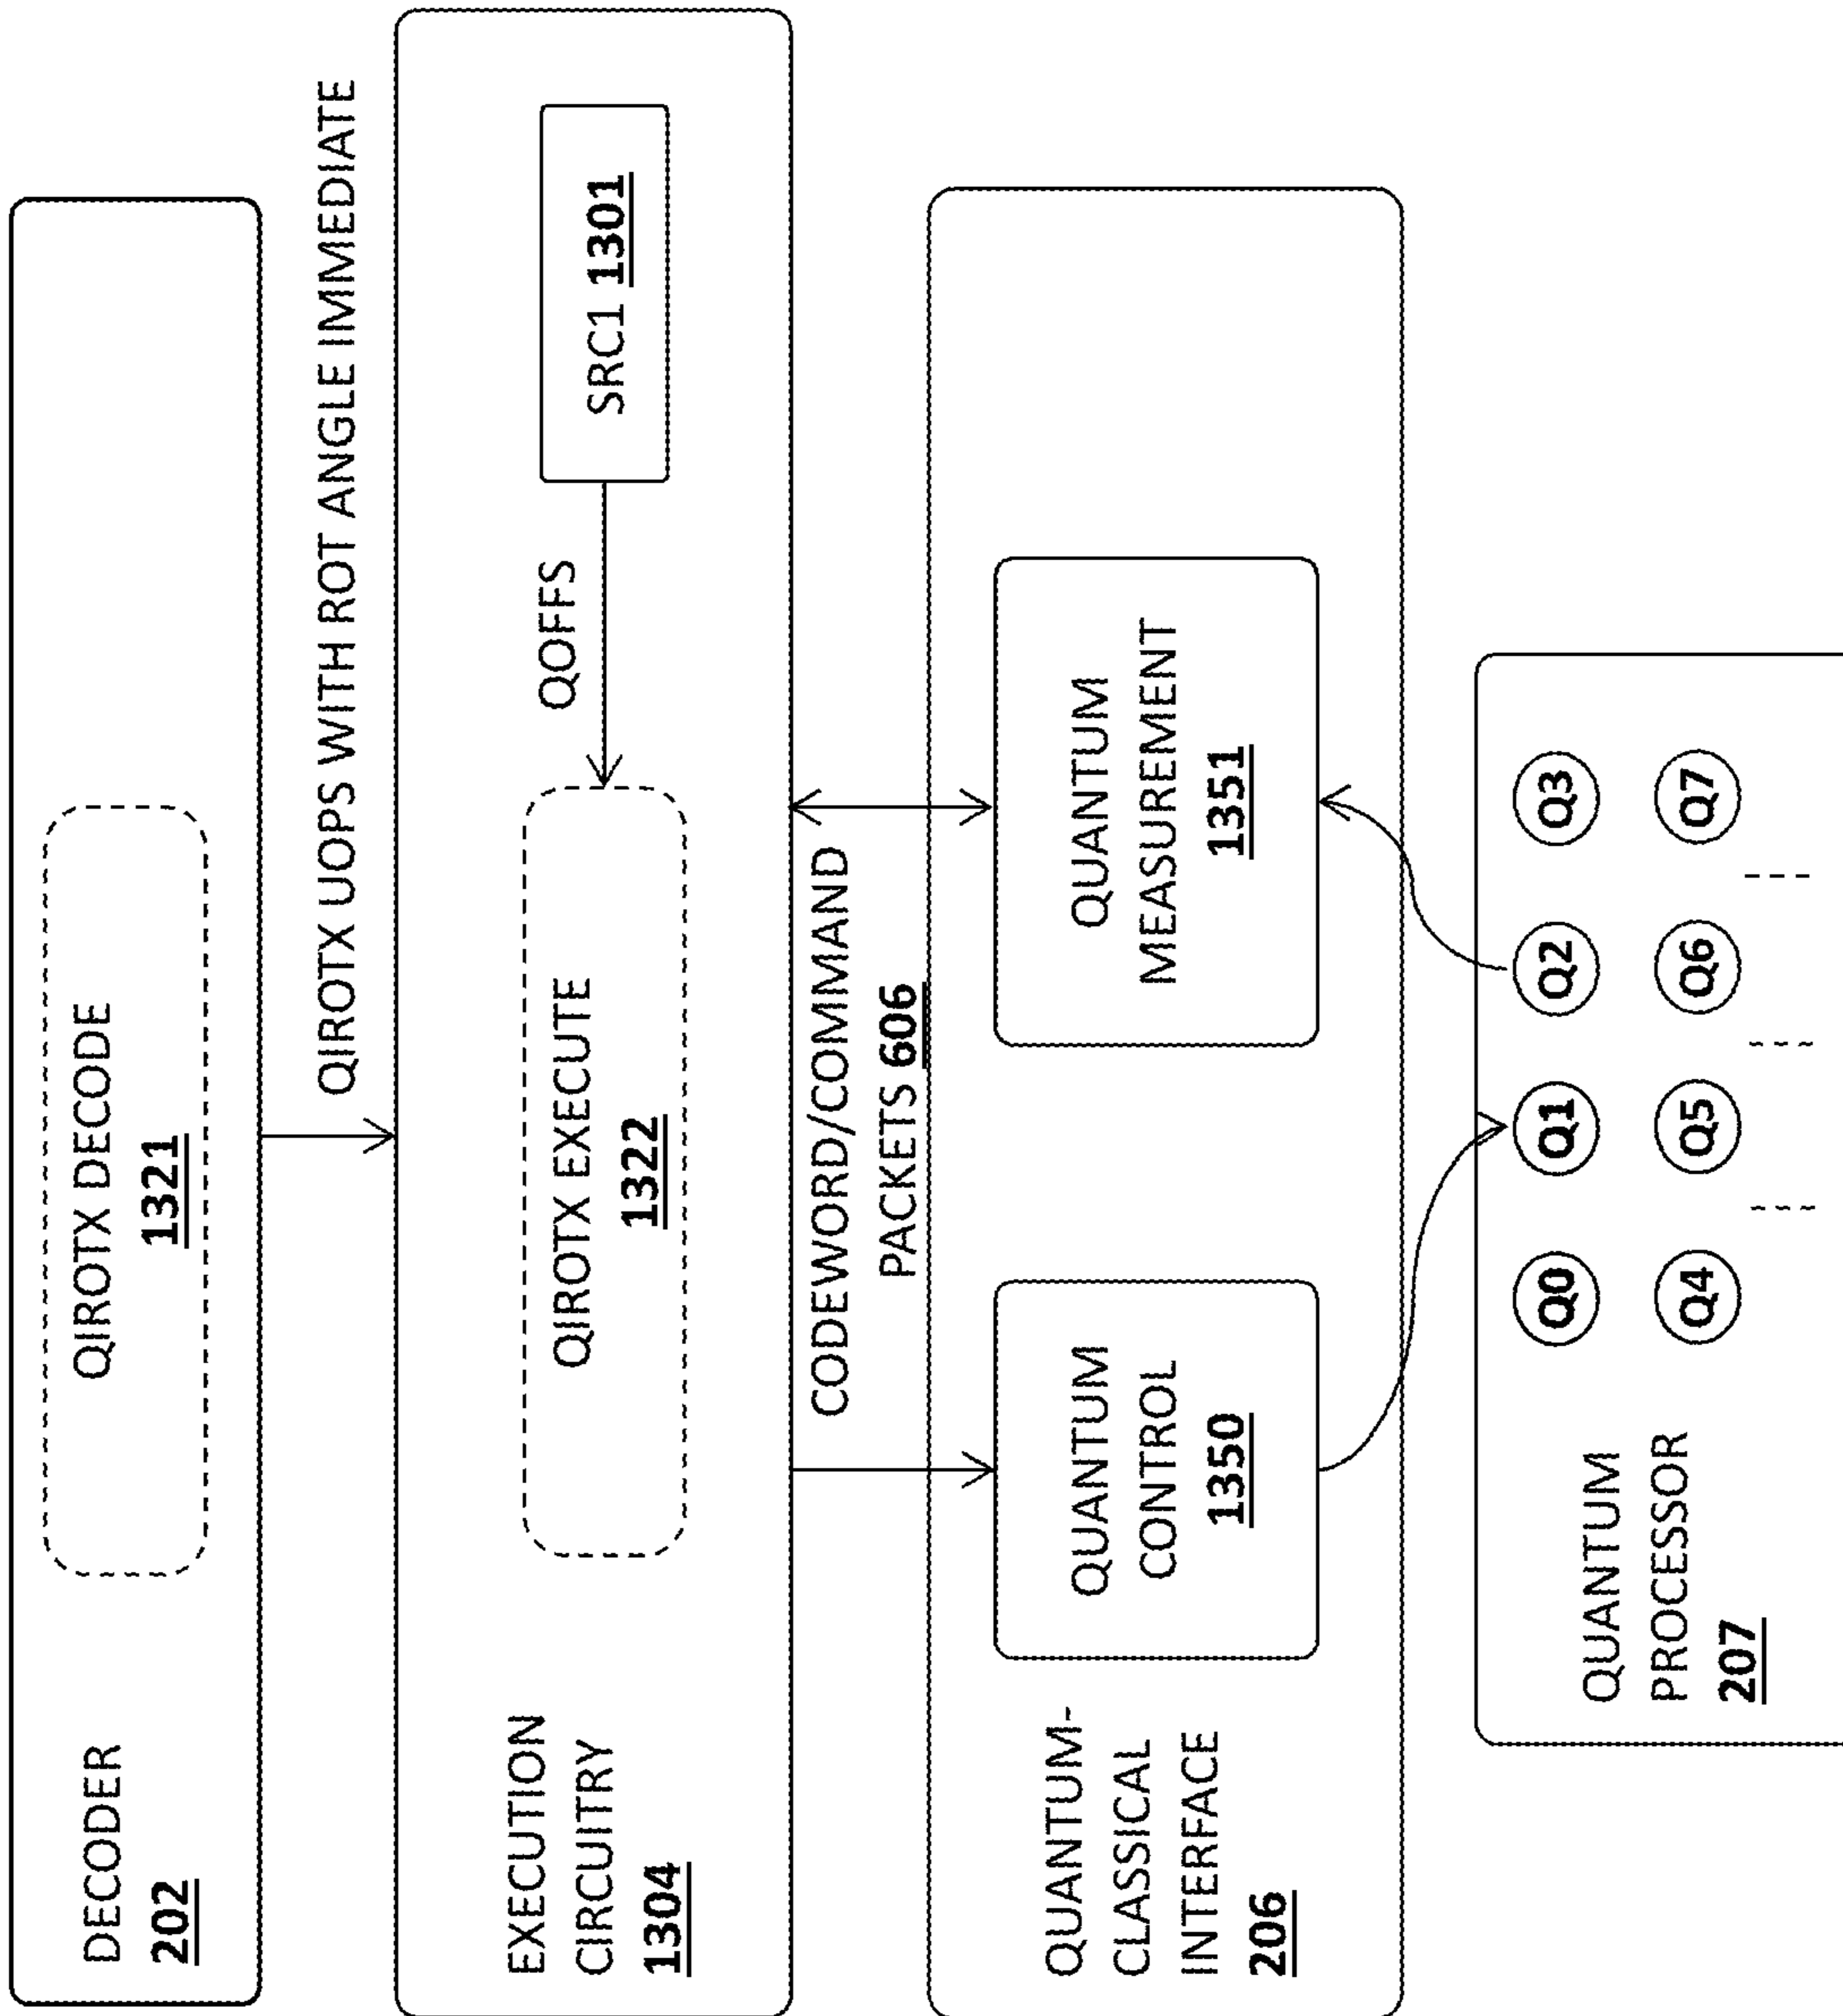 DECODER
202
QIROTX DECODE
1321
QIROTX UOPS WITH ROT ANGLE IMMEDIATE
EXECUTION
CIRCUITRY
1304
QIROTX EXECUTE
1322
QOFFS
SRC1 1301
CODEWORD/COMMAND
PACKETS 606
QUANTUM-
CLASSICAL
INTERFACE
206
QUANTUM
CONTROL
1350
QUANTUM
MEASUREMENT
1351
QUANTUM
PROCESSOR
207
Q0 Q1 Q2 Q3
Q4 Q5 Q6 Q7